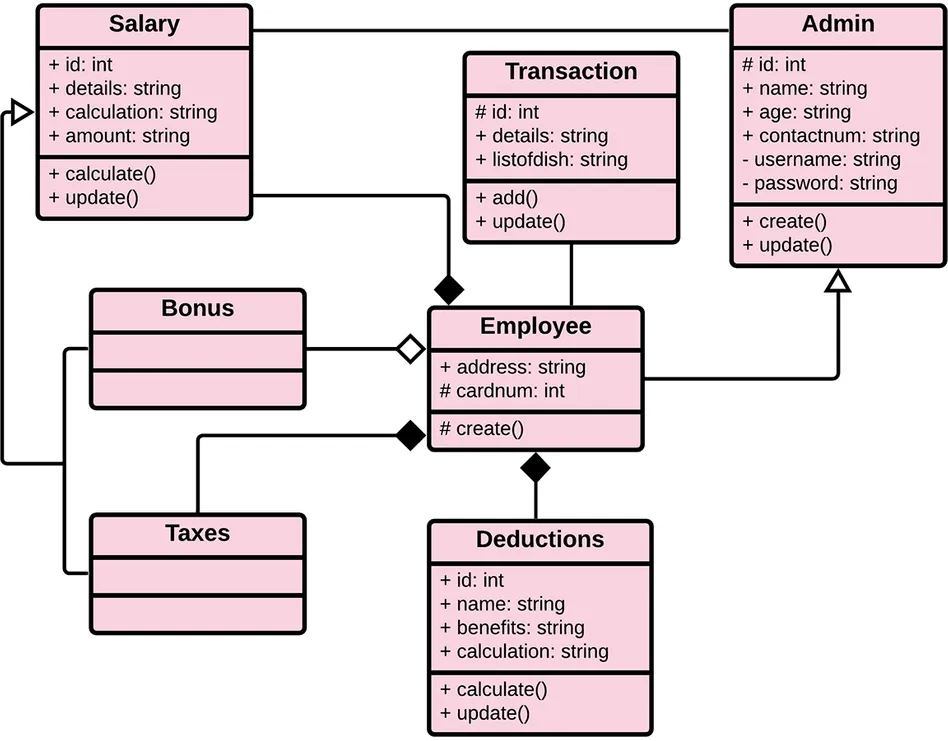 Salary
+ id: int
+ details: string
+ calculation: string
+ amount: string
+ calculate()
+ update()
Transaction
# id: int
+ details: string
+ listofdish: string
+ add()
+ update()
Admin
# id: int
+ name: string
+ age: string
+ contactnum: string
- username: string
- password: string
+ create()
+ update()
Bonus
Employee
+ address: string
# cardnum: int
# create()
Taxes
Deductions
+ id: int
+ name: string
+ benefits: string
+ calculation: string
+ calculate()
+ update()